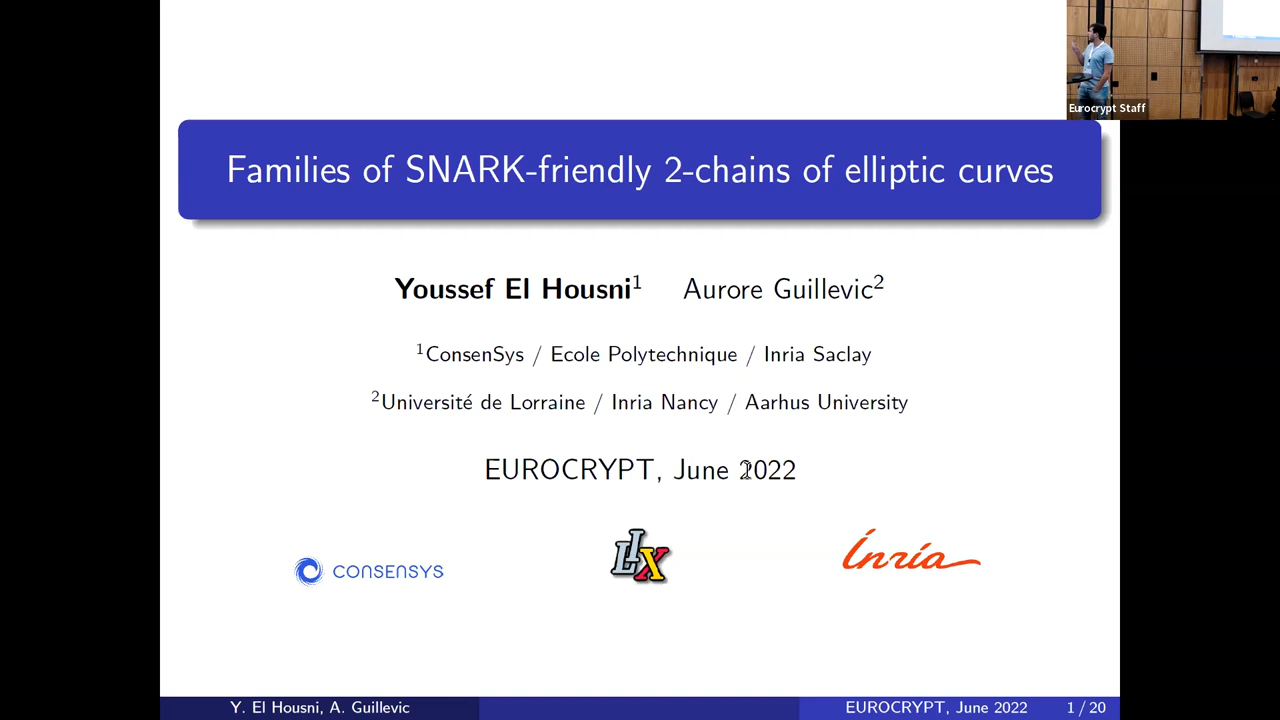 Eurocrypt Staff
Families of SNARK-friendly 2-chains of elliptic curves
Youssef El Housni¹ Aurore Guillevic²
¹ConsenSys / Ecole Polytechnique / Inria Saclay
²Université de Lorraine / Inria Nancy / Aarhus University
EUROCRYPT, June 2022
CONSENSYS LIX Inria
Y. El Housni, A. Guillevic EUROCRYPT, June 2022 1 / 20